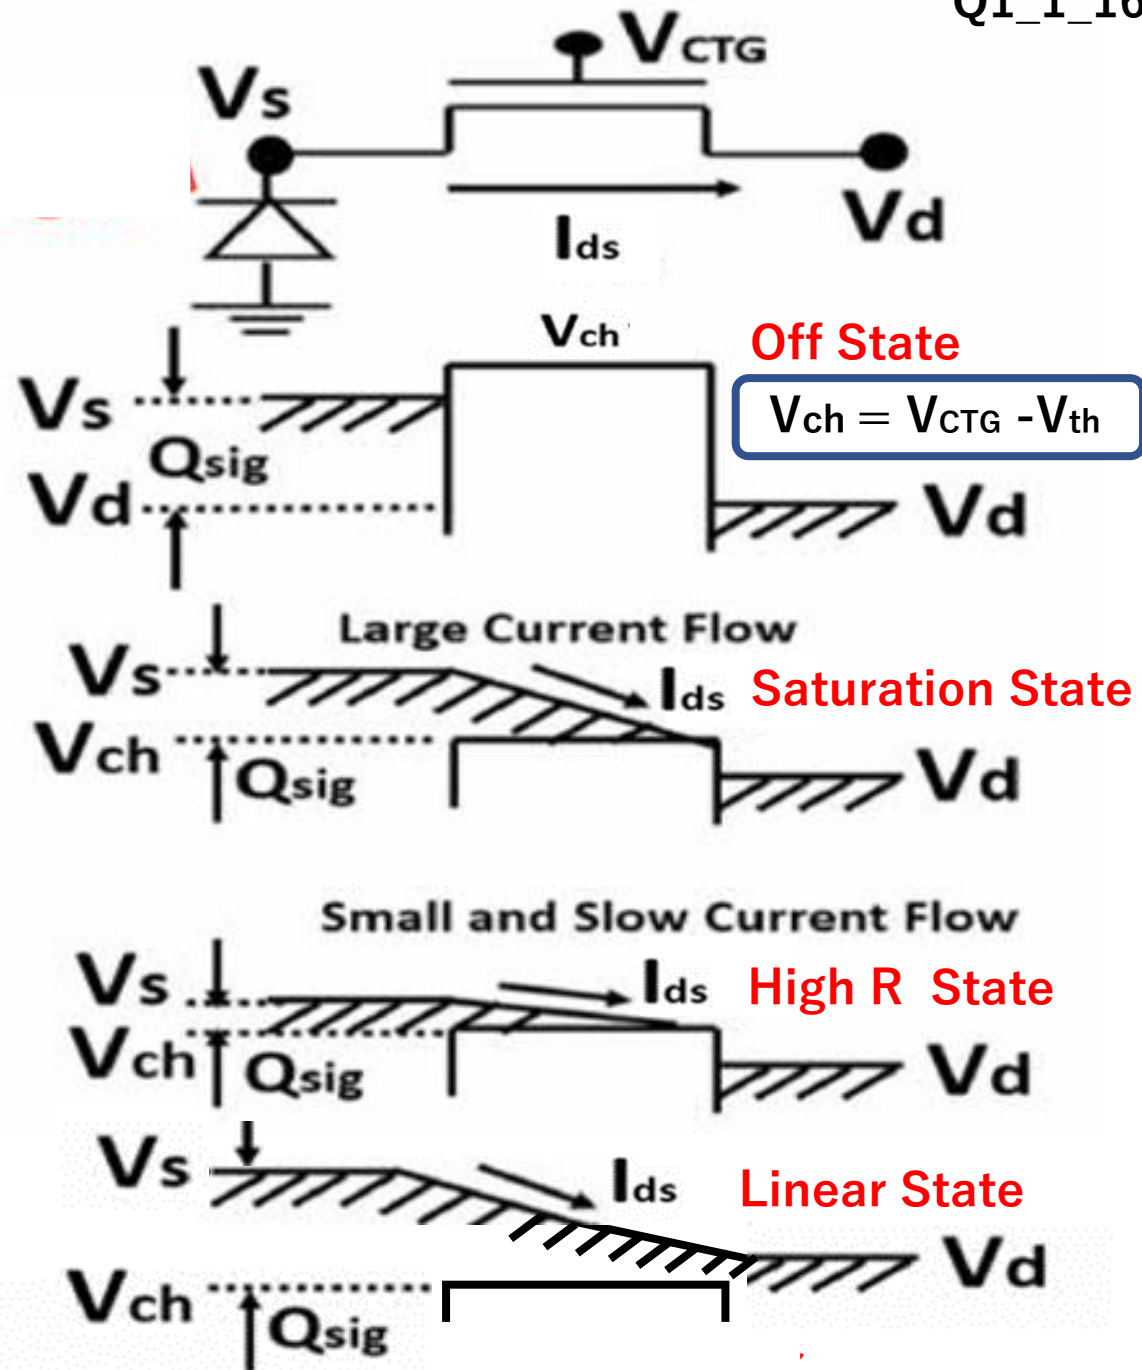 Q1_1_16
VCTG
Vs
Vd
Ids
Vch
Off State
Vs
Vch = VCTG -Vth
Qsig
Vd
Vd
Large Current Flow
Vs
Ids
Saturation State
Vch
Qsig
Vd
Small and Slow Current Flow
Vs
Ids
High R State
Vch
Qsig
Vd
Vs
Ids
Linear State
Vd
Vch
Qsig